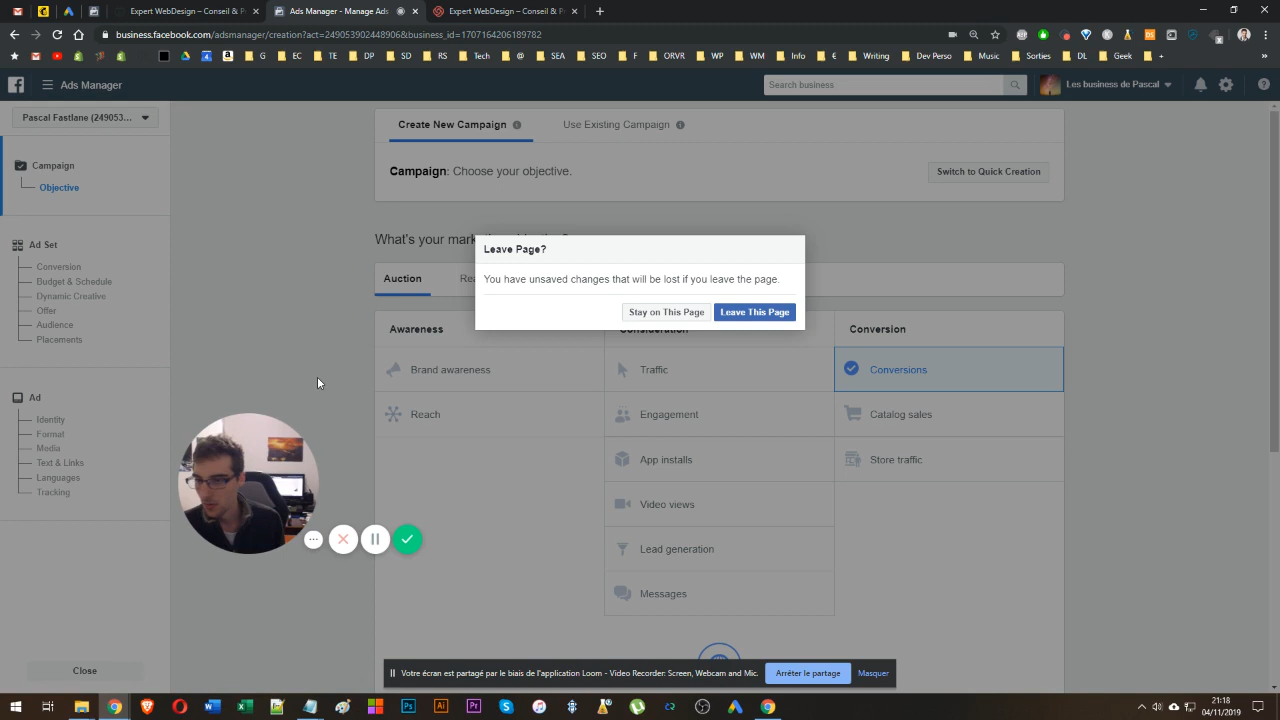 Expert WebDesign – Conseil & P
Ads Manager - Manage Ads
Expert WebDesign – Conseil & P
business.facebook.com/adsmanager/creation?act=2490539024489068&business_id=1707164206189782
G
EC
TE
DP
SD
RS
Tech
SEO
SEO
ORVR
WP
WM
Info
€
Writing
Dev Perso
Music
Sorties
DL
Geek
Ads Manager
Search business
Les business de Pascal
Pascal Fastlane (249053...
Campaign
Objective
Ad Set
Conversion
Budget & Schedule
Dynamic Creative
Offer
Audience
Placements
Ad
Identity
Format
Media
Text & Links
Languages
Tracking
Close
Create New Campaign
Use Existing Campaign
Campaign: Choose your objective.
Switch to Quick Creation
What's your mar
Auction
Leave Page?
You have unsaved changes that will be lost if you leave the page.
Stay on This Page
Leave This Page
Awareness
Consideration
Conversion
Brand awareness
Traffic
Conversions
Reach
Engagement
Catalog sales
App installs
Store traffic
Video views
Lead generation
Messages
Votre écran est partagé par le biais de l'application Loom - Video Recorder: Screen, Webcam and Mic.
Arrêter le partage
Masquer
21:18
04/11/2019